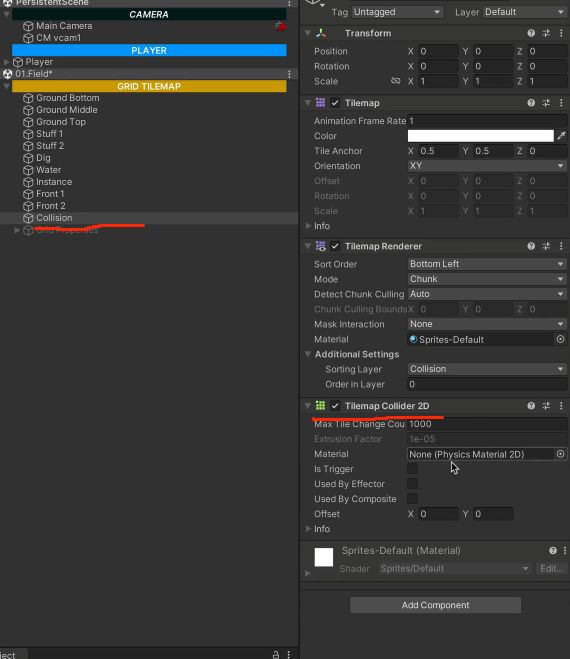 PersistentScene
CAMERA
Main Camera
CM vcam1
PLAYER
Player
01.Field*
GRID TILEMAP
Ground Bottom
Ground Middle
Ground Top
Stuff 1
Stuff 2
Dig
Water
Instance
Front 1
Front 2
Collision
Grid Properties
ject
Tag Untagged Layer Default
Transform
Position X 0 Y 0 Z 0
Rotation X 0 Y 0 Z 0
Scale X 1 Y 1 Z 1
Tilemap
Animation Frame Rate 1
Color
Tile Anchor X 0.5 Y 0.5 Z 0
Orientation XY
Offset X 0 Y 0 Z 0
Rotation X 0 Y 0 Z 0
Scale X 1 Y 1 Z 1
Info
Tilemap Renderer
Sort Order Bottom Left
Mode Chunk
Detect Chunk Culling Auto
Chunk Culling Bounds X 0 Y 0 Z 0
Mask Interaction None
Material Sprites-Default
Additional Settings
Sorting Layer Collision
Order in Layer 0
Tilemap Collider 2D
Max Tile Change Cou 1000
Extrusion Factor 1e-05
Material None (Physics Material 2D)
Is Trigger
Used By Effector
Used By Composite
Offset X 0 Y 0
Info
Sprites-Default (Material)
Shader Sprites/Default Edit...
Add Component